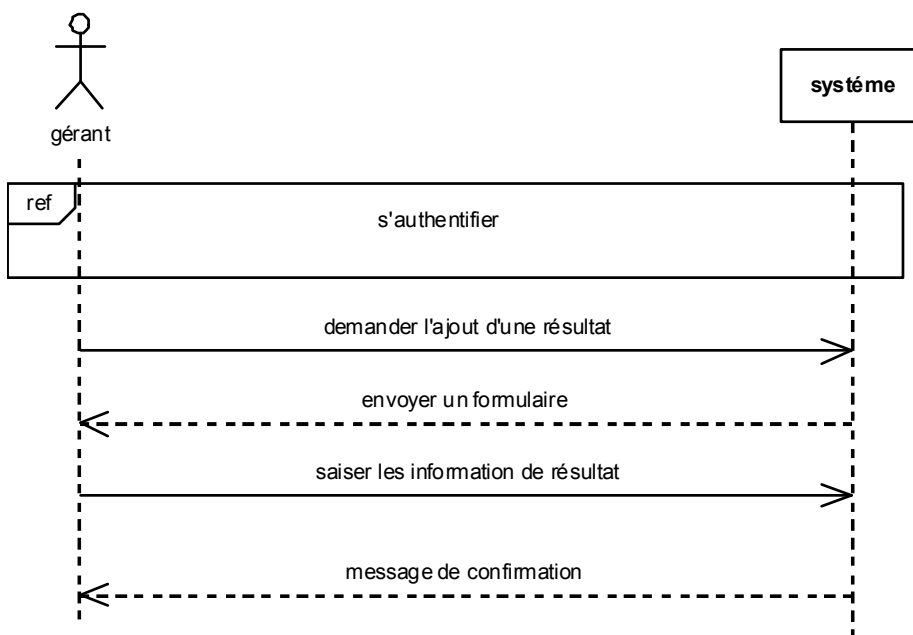 systéme
gérant
ref
s'authentifier
demander l'ajout d'une résultat
envoyer un formulaire
saiser les information de résultat
message de confirmation